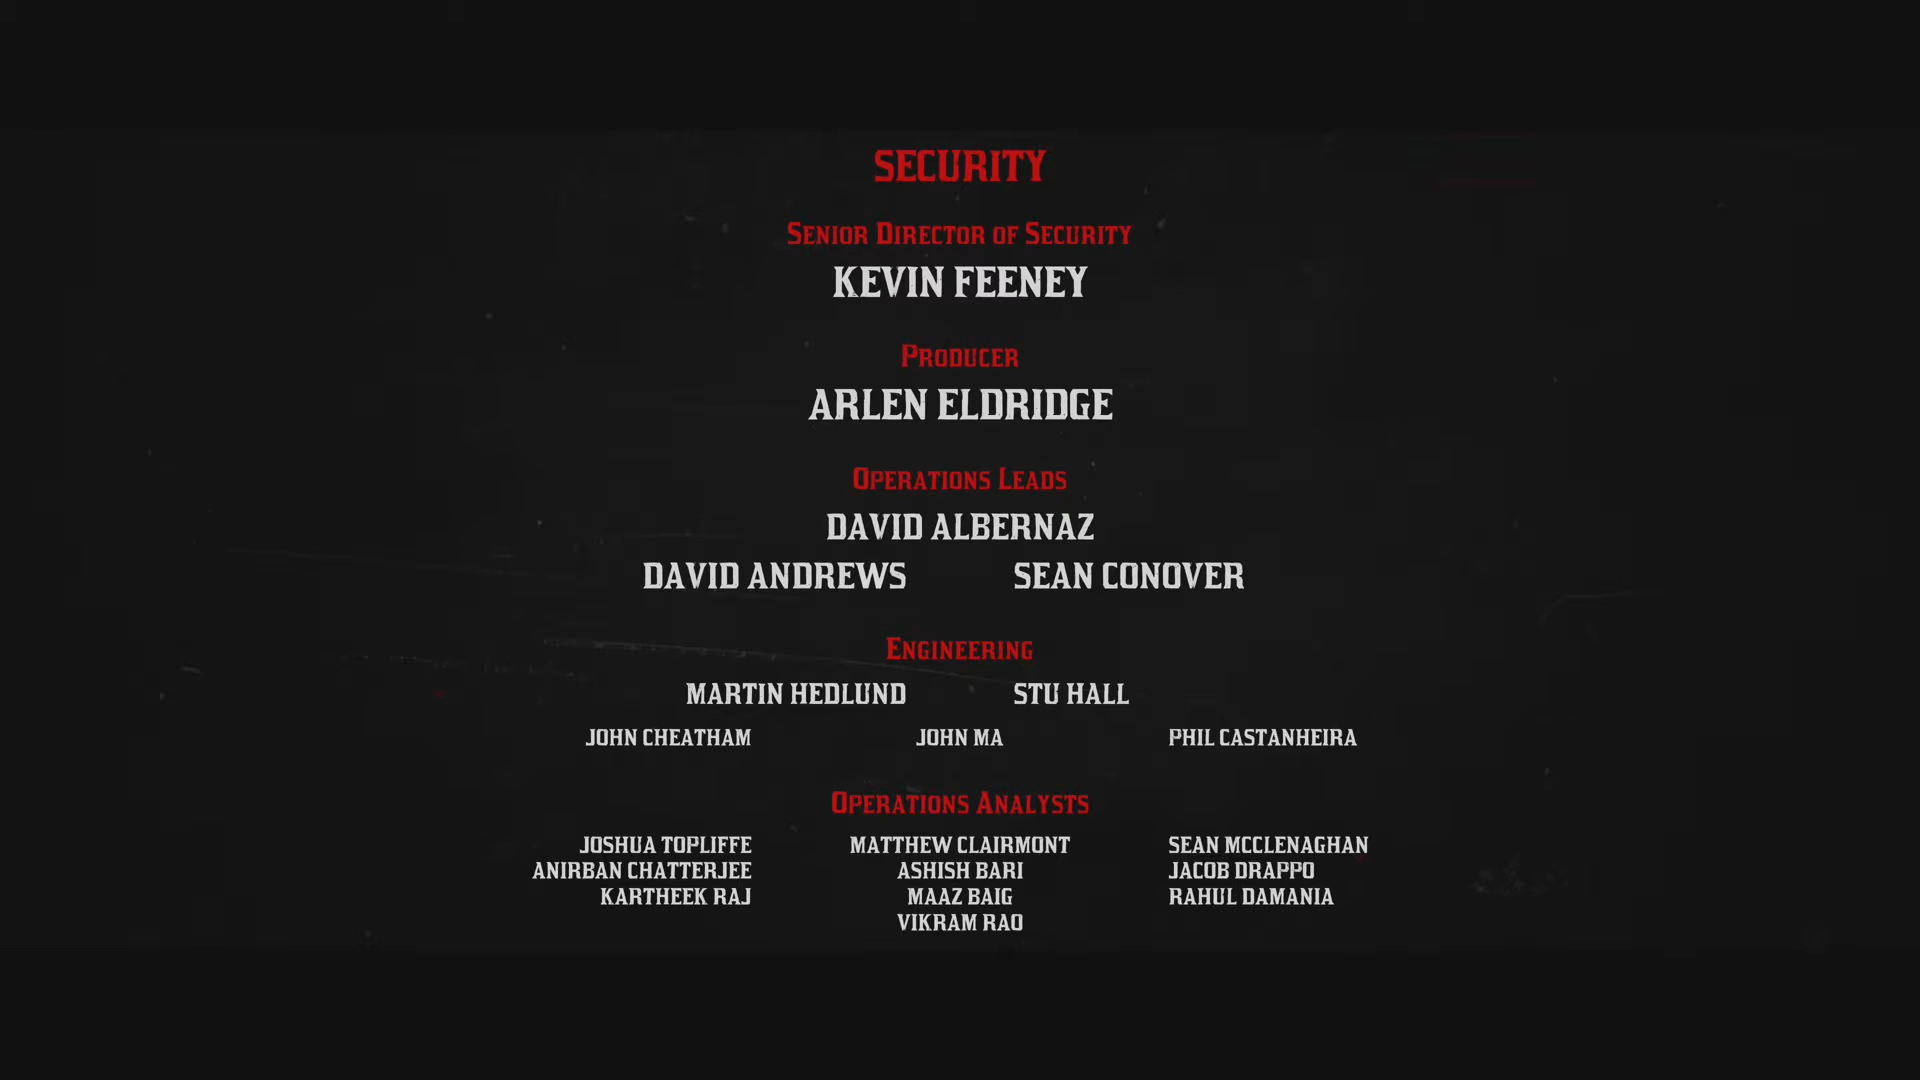 SECURITY
SENIOR DIRECTOR OF SECURITY
KEVIN FEENEY
PRODUCER
ARLEN ELDRIDGE
OPERATIONS LEADS
DAVID ALBERNAZ
DAVID ANDREWS SEAN CONOVER
ENGINEERING
MARTIN HEDLUND STU HALL
JOHN CHEATHAM JOHN MA PHIL CASTANHEIRA
OPERATIONS ANALYSTS
JOSHUA TOPLIFFE MATTHEW CLAIRMONT SEAN MCCLENAGHAN
ANIRBAN CHATTERJEE ASHISH BARI JACOB DRAPPO
KARTHEEK RAJ MAAZ BAIG RAHUL DAMANIA
VIKRAM RAO